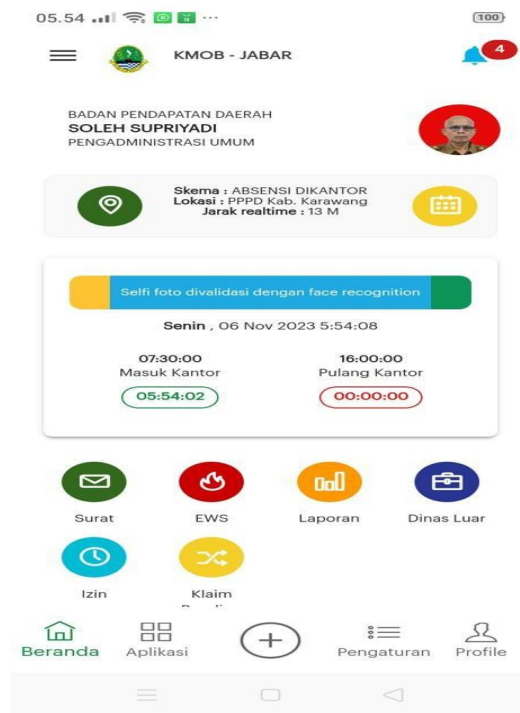 05.54
100
KMOB - JABAR
4
BADAN PENDAPATAN DAERAH
SOLEH SUPRIYADI
PENGADMINISTRASI UMUM
Skema : ABSENSI DIKANTOR
Lokasi : PPPD Kab. Karawang
Jarak realtime : 13 M
Selfi foto divalidasi dengan face recognition
Senin , 06 Nov 2023 5:54:08
07:30:00
Masuk Kantor
05:54:02
16:00:00
Pulang Kantor
00:00:00
Surat
EWS
Laporan
Dinas Luar
Izin
Klaim
Beranda
Aplikasi
Pengaturan
Profile